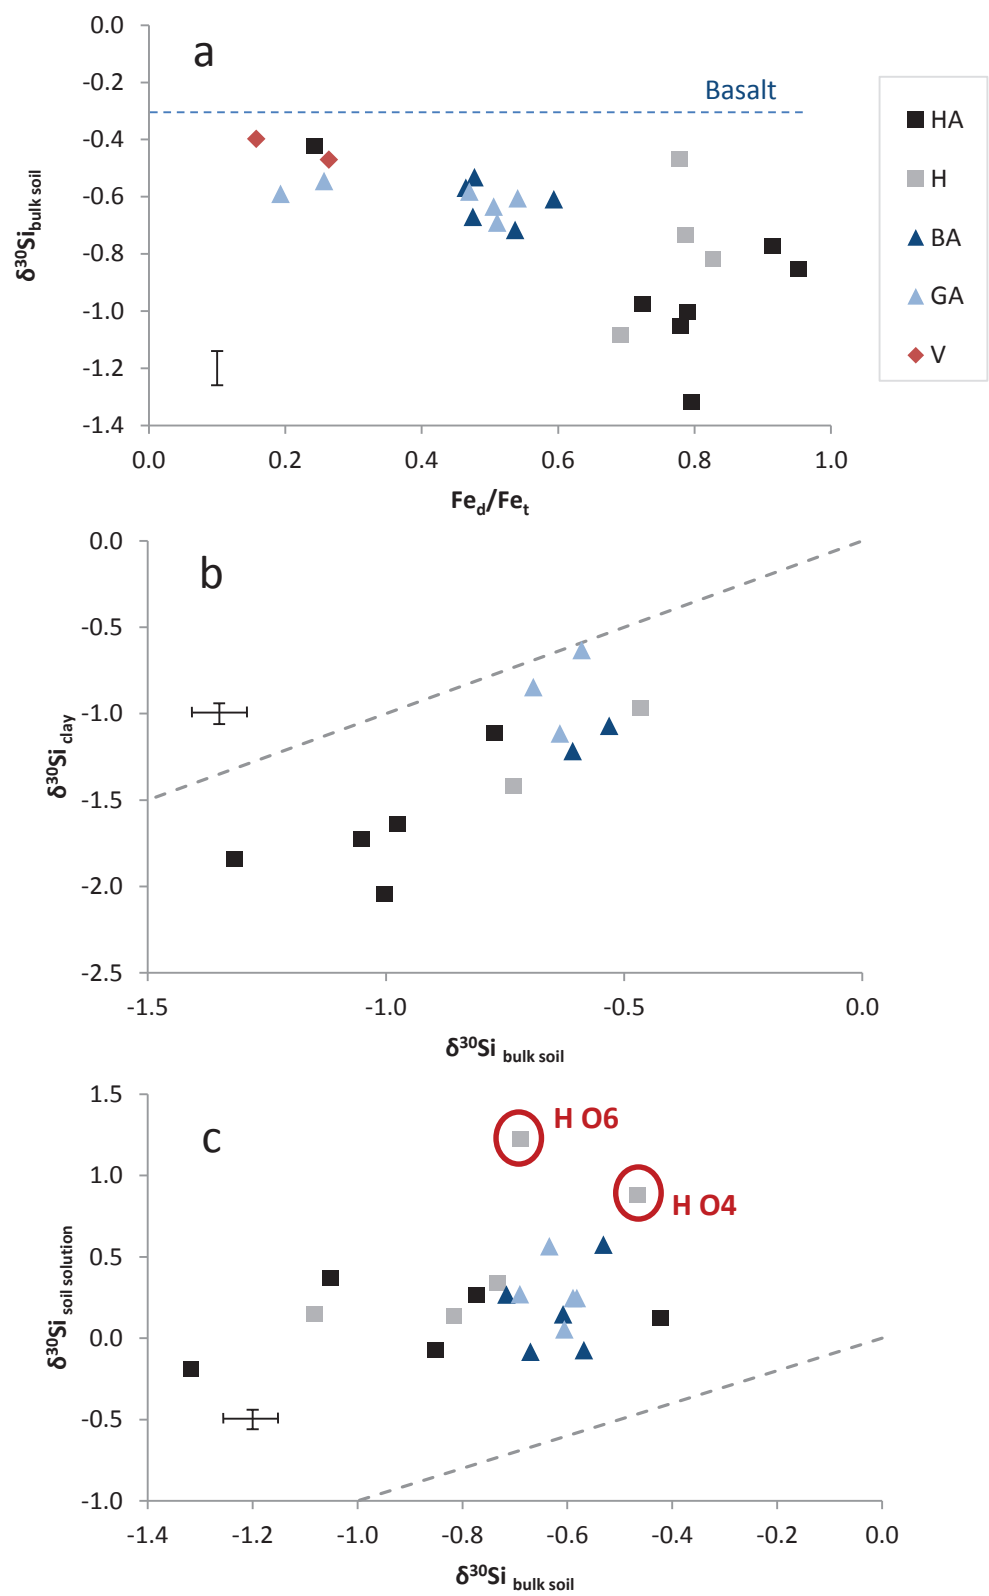 a
0.0
-0.2
-0.4
-0.6
-0.8
-1.0
-1.2
-1.4
δ³⁰Si bulk soil
Basalt
HA
H
BA
GA
V
0.0 0.2 0.4 0.6 0.8 1.0
Fed/Fet
b
0.0
-0.5
-1.0
-1.5
-2.0
-2.5
δ³⁰Si clay
-1.5 -1.0 -0.5 0.0
δ³⁰Si bulk soil
c
1.5
1.0
0.5
0.0
-0.5
-1.0
δ³⁰Si soil solution
H O6
H O4
-1.4 -1.2 -1.0 -0.8 -0.6 -0.4 -0.2 0.0
δ³⁰Si bulk soil